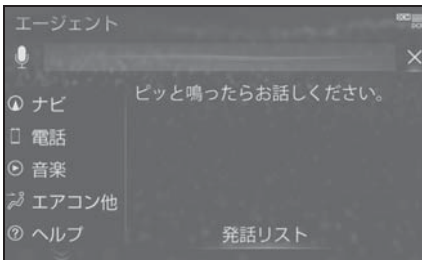 エージェント
ピッと鳴ったらお話しください。
ナビ
電話
音楽
エアコン他
ヘルプ
発話リスト